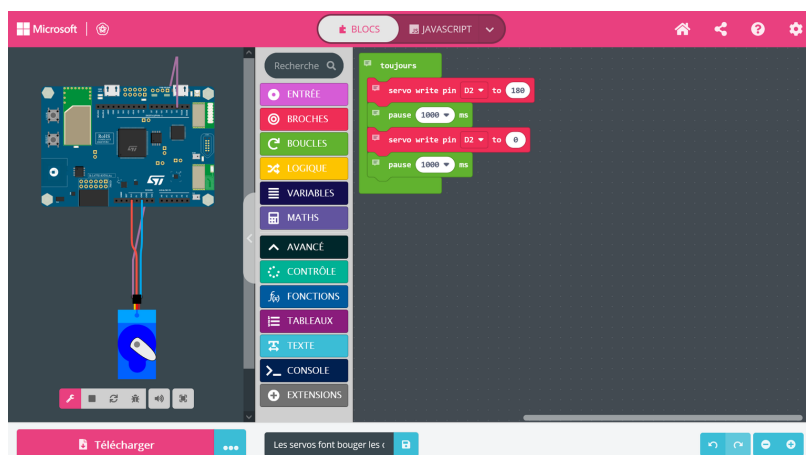 Microsoft
BLOCS
JAVASCRIPT
Recherche
ENTRÉE
BROCHES
BOUCLES
LOGIQUE
VARIABLES
MATHS
AVANCÉ
CONTRÔLE
FONCTIONS
TABLEAUX
TEXTE
CONSOLE
EXTENSIONS
toujours
servo write pin D2 to 180
pause 1000 ms
servo write pin D2 to 0
pause 1000 ms
RoHS
Télécharger
Les servos font bouger les c